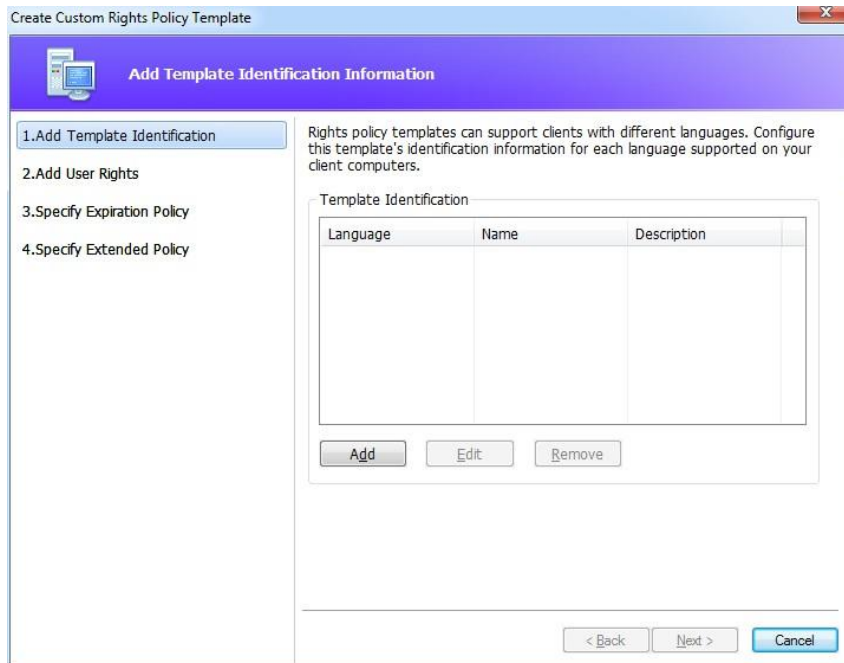 Create Custom Rights Policy Template
x
Add Template Identification Information
1.Add Template Identification
2.Add User Rights
3.Specify Expiration Policy
4.Specify Extended Policy
Rights policy templates can support clients with different languages. Configure
this template's identification information for each language supported on your
client computers.
Template Identification
Language Name Description
Add Edit Remove
< Back Next > Cancel